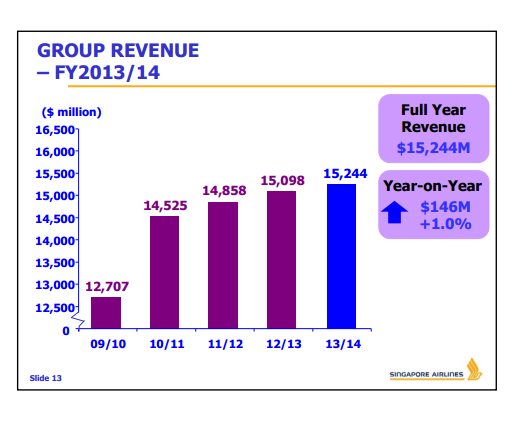 GROUP REVENUE
– FY2013/14
($ million)
16,500
16,000
15,500
15,000
14,500
14,000
13,500
13,000
12,500
0
12,707
14,525
14,858
15,098
15,244
09/10
10/11
11/12
12/13
13/14
Full Year
Revenue
$15,244M
Year-on-Year
$146M
+1.0%
Slide 13
SINGAPORE AIRLINES